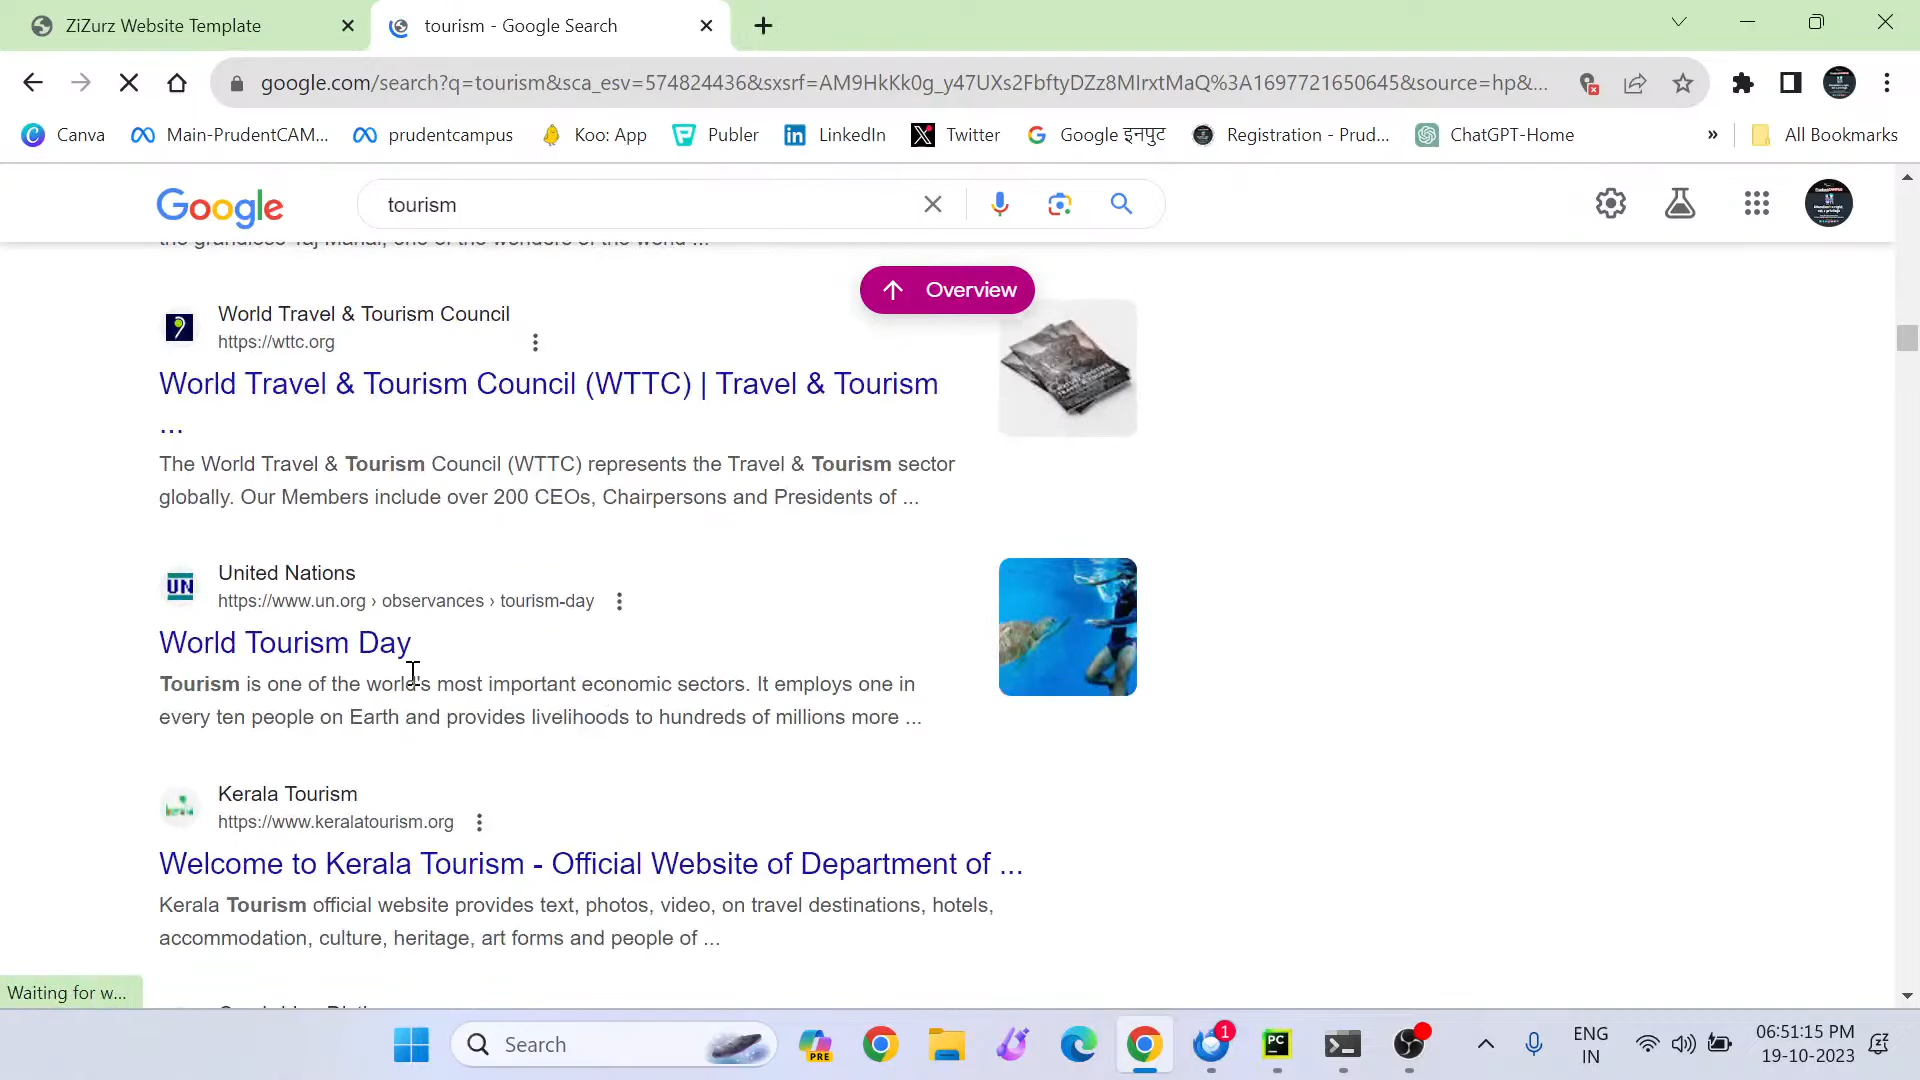 ZiZurz Website Template
tourism - Google Search
google.com/search?q=tourism&sca_esv=574824436&sxsrf=AM9HkKk0g_y47UXs2FbftyDZz8MIrxtMaQ%3A1697721650645&source=hp&...
Canva
Main-PrudentCAM...
prudentcampus
Koo: App
Publer
LinkedIn
Twitter
Google इनपुट
Registration - Prud...
ChatGPT-Home
»
All Bookmarks
Google
tourism
the grandiose Taj Mahal, one of the wonders of the world ...
Overview
World Travel & Tourism Council
https://wttc.org
World Travel & Tourism Council (WTTC) | Travel & Tourism
...
The World Travel & Tourism Council (WTTC) represents the Travel & Tourism sector
globally. Our Members include over 200 CEOs, Chairpersons and Presidents of ...
UN
United Nations
https://www.un.org › observances › tourism-day
World Tourism Day
Tourism is one of the world's most important economic sectors. It employs one in
every ten people on Earth and provides livelihoods to hundreds of millions more ...
Kerala Tourism
https://www.keralatourism.org
Welcome to Kerala Tourism - Official Website of Department of ...
Kerala Tourism official website provides text, photos, video, on travel destinations, hotels,
accommodation, culture, heritage, art forms and people of ...
Waiting for w...
Search
PRE
1
PC
ENG
IN
06:51:15 PM
19-10-2023